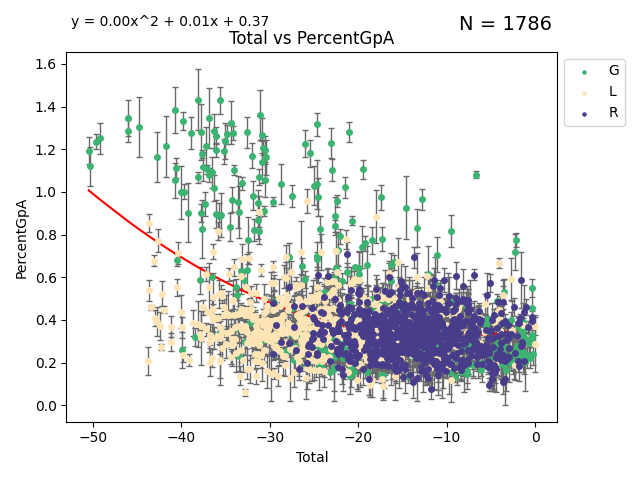 y = 0.00x^2 + 0.01x + 0.37
N = 1786
Total vs PercentGpA
G
L
R
1.6
1.4
1.2
1.0
0.8
0.6
0.4
0.2
0.0
PercentGpA
−50
−40
−30
−20
−10
0
Total